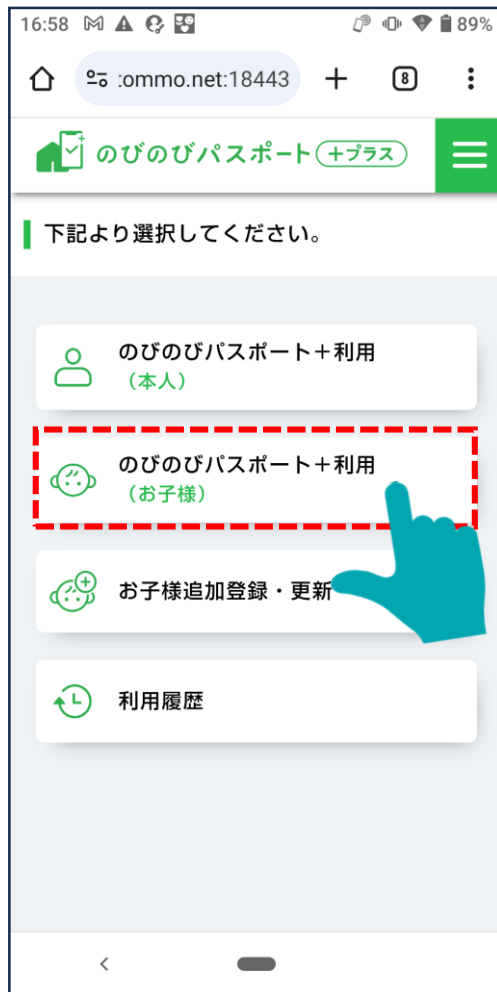 16:58
89%
:ommo.net:18443
8
のびのびパスポート+プラス
下記より選択してください。
のびのびパスポート+利用
(本人)
のびのびパスポート+利用
(お子様)
お子様追加登録・更新
利用履歴